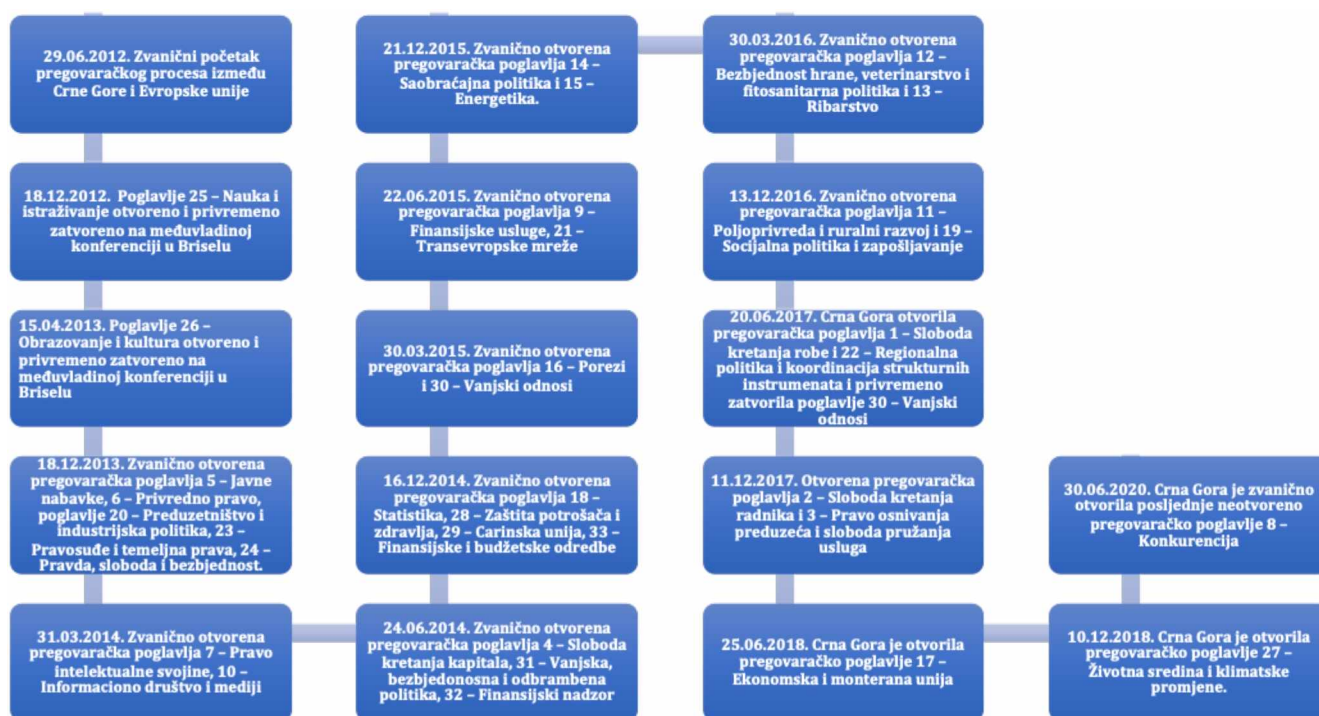 29.06.2012. Zvanični početak
pregovaračkog procesa između
Crne Gore i Evropske unije
18.12.2012. Poglavlje 25 – Nauka i
istraživanje otvoreno i privremeno
zatvoreno na međuvladinoj
konferenciji u Briselu
15.04.2013. Poglavlje 26 –
Obrazovanje i kultura otvoreno i
privremeno zatvoreno na
međuvladinoj konferenciji u
Briselu
18.12.2013. Zvanično otvorena
pregovaračka poglavlja 5 – Javne
nabavke, 6 – Privredno pravo,
poglavlje 20 – Preduzetništvo i
industrijska politika, 23 –
Pravosuđe i temeljna prava, 24 –
Pravda, sloboda i bezbjednost.
31.03.2014. Zvanično otvorena
pregovaračka poglavlja 7 – Pravo
intelektualne svojine, 10 –
Informaciono društvo i mediji
24.06.2014. Zvanično otvorena
pregovaračka poglavlja 4 – Sloboda
kretanja kapitala, 31 – Vanjska,
bezbjedonosna i odbrambena
politika, 32 – Finansijski nadzor
16.12.2014. Zvanično otvorena
pregovaračka poglavlja 18 –
Statistika, 28 – Zaštita potrošača i
zdravlja, 29 – Carinska unija, 33 –
Finansijske i budžetske odredbe
30.03.2015. Zvanično otvorena
pregovaračka poglavlja 16 – Porezi
i 30 – Vanjski odnosi
22.06.2015. Zvanično otvorena
pregovaračka poglavlja 9 –
Finansijske usluge, 21 –
Transevropske mreže
21.12.2015. Zvanično otvorena
pregovaračka poglavlja 14 –
Saobraćajna politika i 15 –
Energetika.
30.03.2016. Zvanično otvorena
pregovaračka poglavlja 12 –
Bezbjednost hrane, veterinarstvo i
fitosanitarna politika i 13 –
Ribarstvo
13.12.2016. Zvanično otvorena
pregovaračka poglavlja 11 –
Poljoprivreda i ruralni razvoj i 19 –
Socijalna politika i zapošljavanje
20.06.2017. Crna Gora otvorila
pregovaračka poglavlja 1 – Sloboda
kretanja robe i 22 – Regionalna
politika i koordinacija strukturnih
instrumenata i privremeno
zatvorila poglavlje 30 – Vanjski
odnosi
11.12.2017. Otvorena pregovaračka
poglavlja 2 – Sloboda kretanja
radnika i 3 – Pravo osnivanja
preduzeća i sloboda pružanja
usluga
25.06.2018. Crna Gora je otvorila
pregovaračko poglavlje 17 –
Ekonomska i monterana unija
10.12.2018. Crna Gora je otvorila
pregovaračko poglavlje 27 –
Životna sredina i klimatske
promjene.
30.06.2020. Crna Gora je zvanično
otvorila posljednje neotvoreno
pregovaračko poglavlje 8 –
Konkurencija